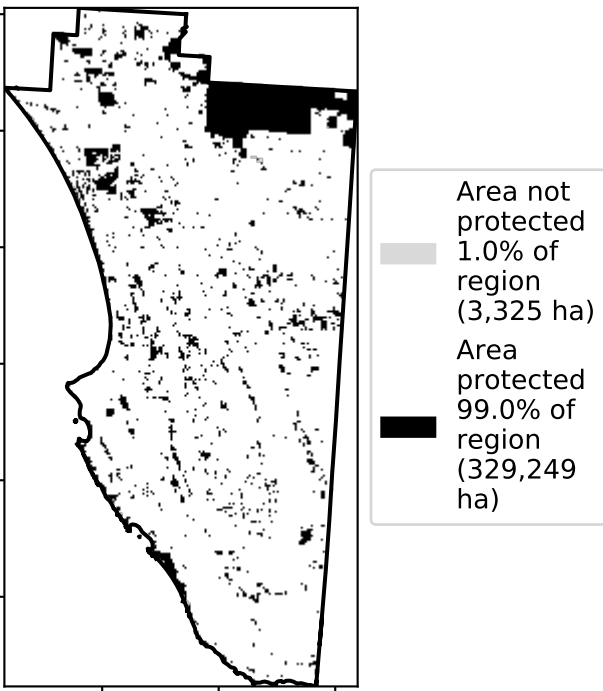 Area not
protected
1.0% of
region
(3,325 ha)
Area
protected
99.0% of
region
(329,249
ha)